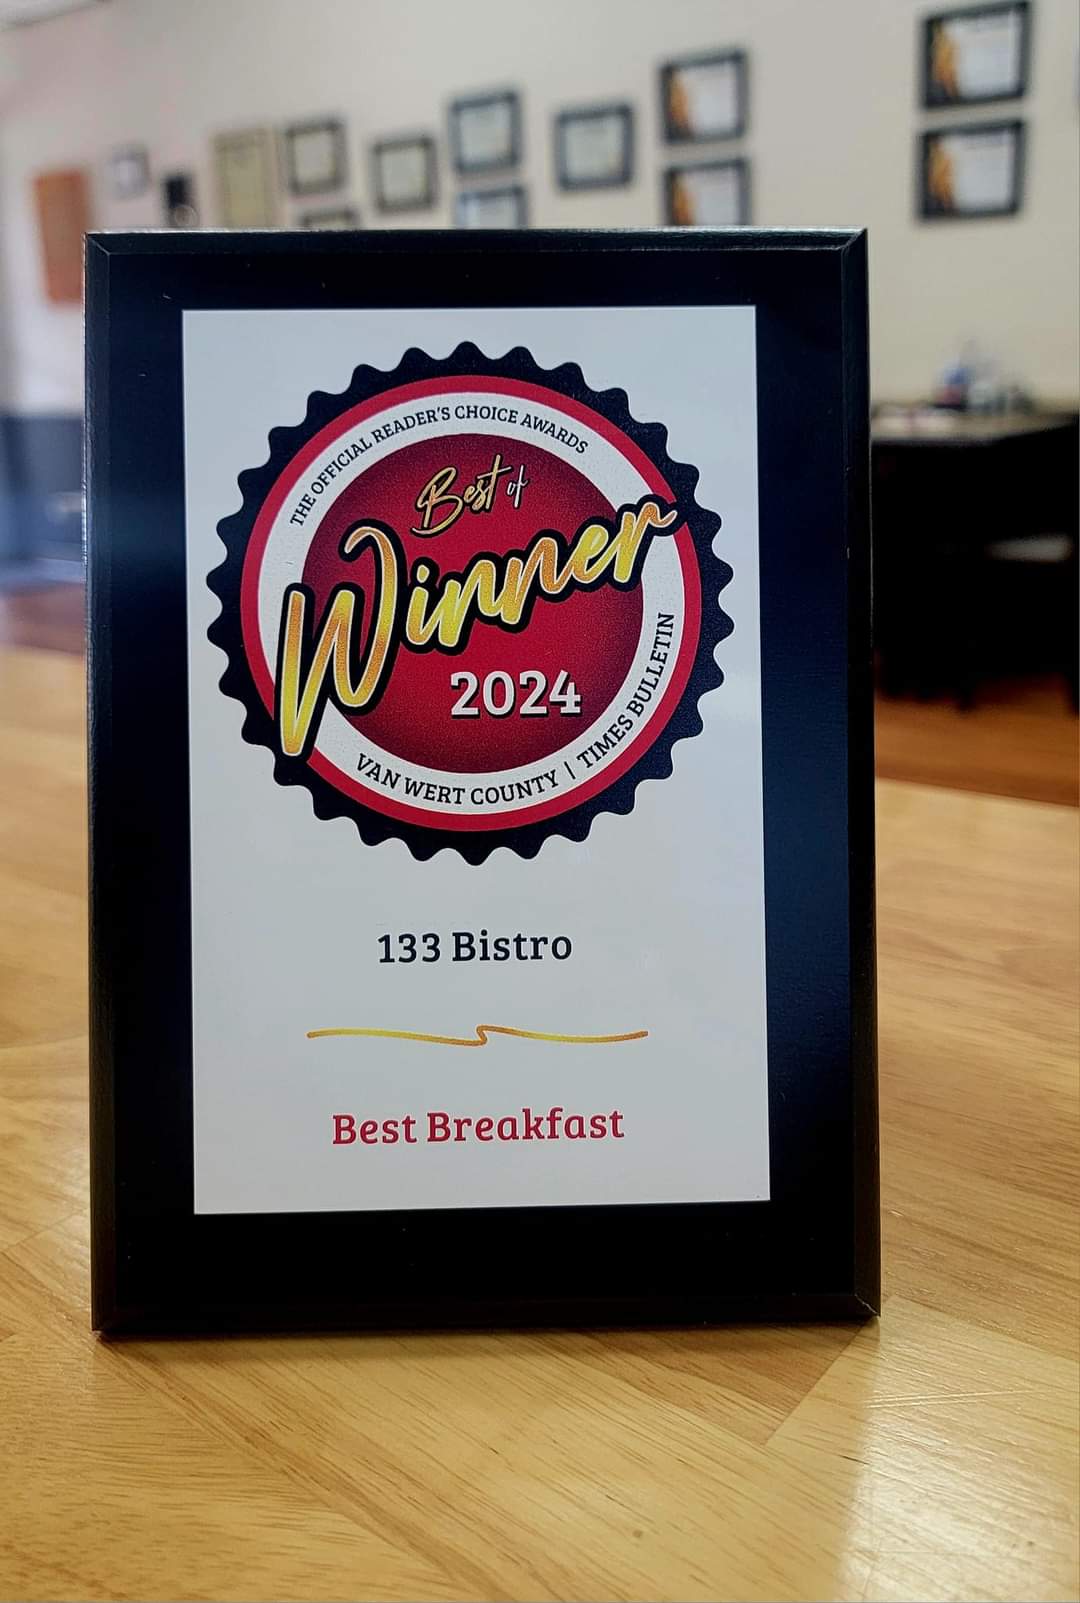 THE OFFICIAL READER'S CHOICE AWARDS
Best of
Winner
2024
VAN WERT COUNTY | TIMES BULLETIN
133 Bistro
Best Breakfast